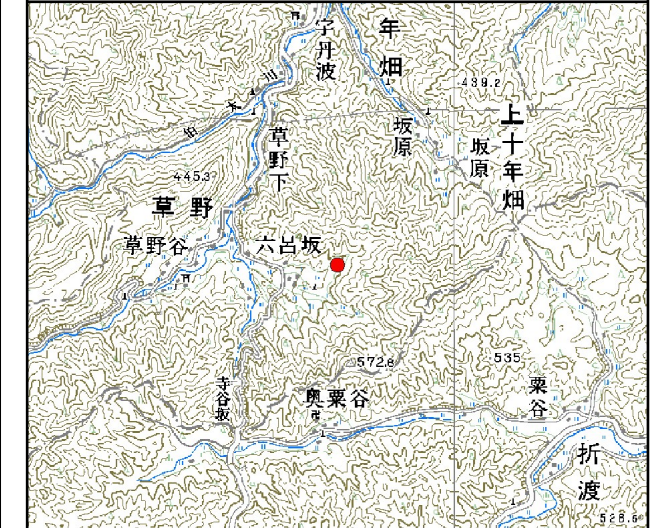 宇丹波
年畑
439.2
上十年畑
坂原
坂原
草野下
445.3
草野
草野谷
六呂坂
572.8
535
粟谷
奥粟谷
寺谷坂
折渡
528.5